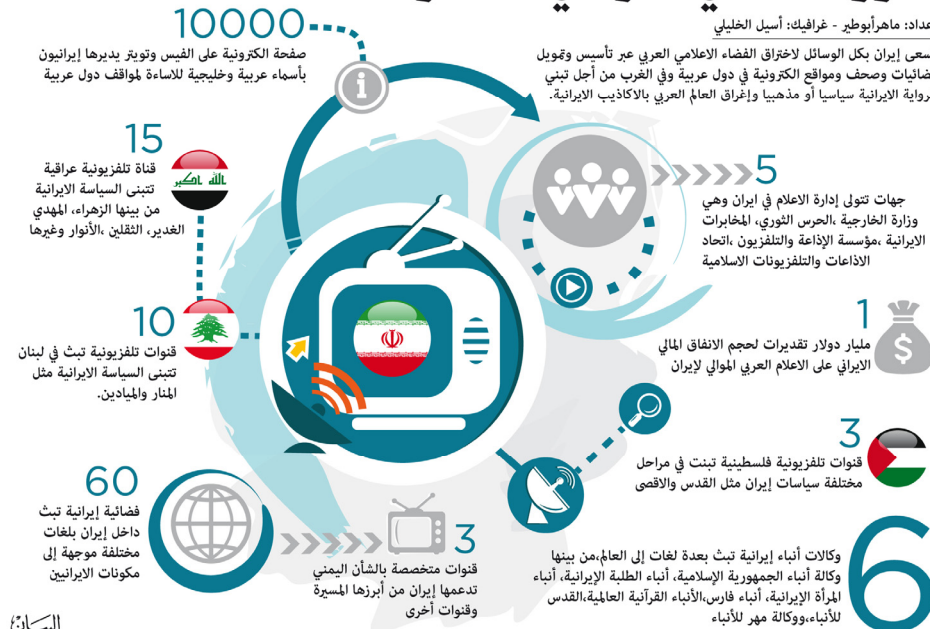 عداد: ماهرأبوطير - غرافيك: أسيل الخليلي
سعى إيران بكل الوسائل لاختراق الفضاء الاعلامي العربي عبر تأسيس وتمويل
ضائيات وصحف ومواقع الكترونية في دول عربية وفي الغرب من أجل تبني
رواية الايرانية سياسيا أو مذهبيا وإغراق العالم العربي بالاكاذيب الايرانية.
10000
صفحة الكترونية على الفيس وتويتر يديرها إيرانيون
بأسماء عربية وخليجية للاساءة لمواقف دول عربية
5
جهات تتولى إدارة الاعلام في ايران وهي
وزارة الخارجية ،الحرس الثوري، المخابرات
الايرانية ،مؤسسة الإذاعة والتلفزيون ،اتحاد
الاذاعات والتلفزيونات الاسلامية
15
قناة تلفزيونية عراقية
تتبنى السياسة الايرانية
من بينها الزهراء، المهدي
الغدير، الثقلين ،الأنوار وغيرها
الله اكبر
1
مليار دولار تقديرات لحجم الانفاق المالي
الايراني على الاعلام العربي الموالي لإيران
$
10
قنوات تلفزيونية تبث في لبنان
تتبنى السياسة الايرانية مثل
المنار والميادين.
3
قنوات تلفزيونية فلسطينية تبنت في مراحل
مختلفة سياسات إيران مثل القدس والاقصى
60
فضائية إيرانية تبث
داخل إيران بلغات
مختلفة موجهة إلى
مكونات الايرانيين
3
قنوات متخصصة بالشأن اليمني
تدعمها إيران من أبرزها المسيرة
وقنوات أخرى
6
وكالات أنباء إيرانية تبث بعدة لغات إلى العالم،من بينها
وكالة أنباء الجمهورية الإسلامية، أنباء الطلبة الإيرانية، أنباء
المرأة الإيرانية، أنباء فارس،الأنباء القرآنية العالمية،القدس
للأنباء،ووكالة مهر للأنباء
البيان